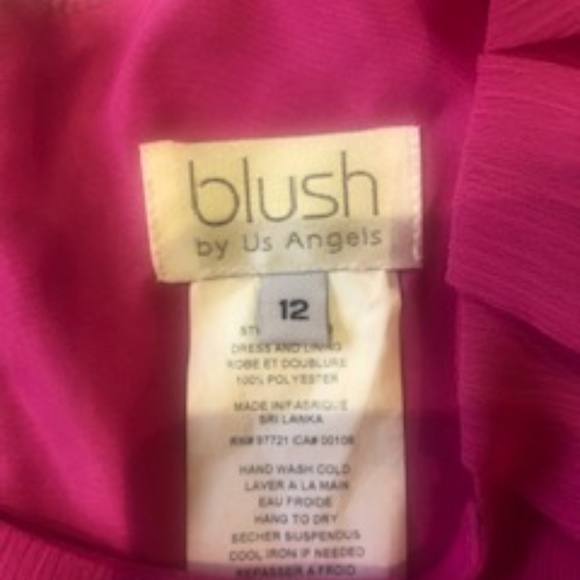 blush
by Us Angels
12
DRESS AND LINING
ROBE ET DOUBLURE
100% POLYESTER
MADE IN/FABRIQUE
SRI LANKA
RN# 97721 CA# 00108
HAND WASH COLD
LAVER A LA MAIN
EAU FROIDE
HANG TO DRY
SECHER SUSPENDUS
COOL IRON IF NEEDED
REPASSER A FROID